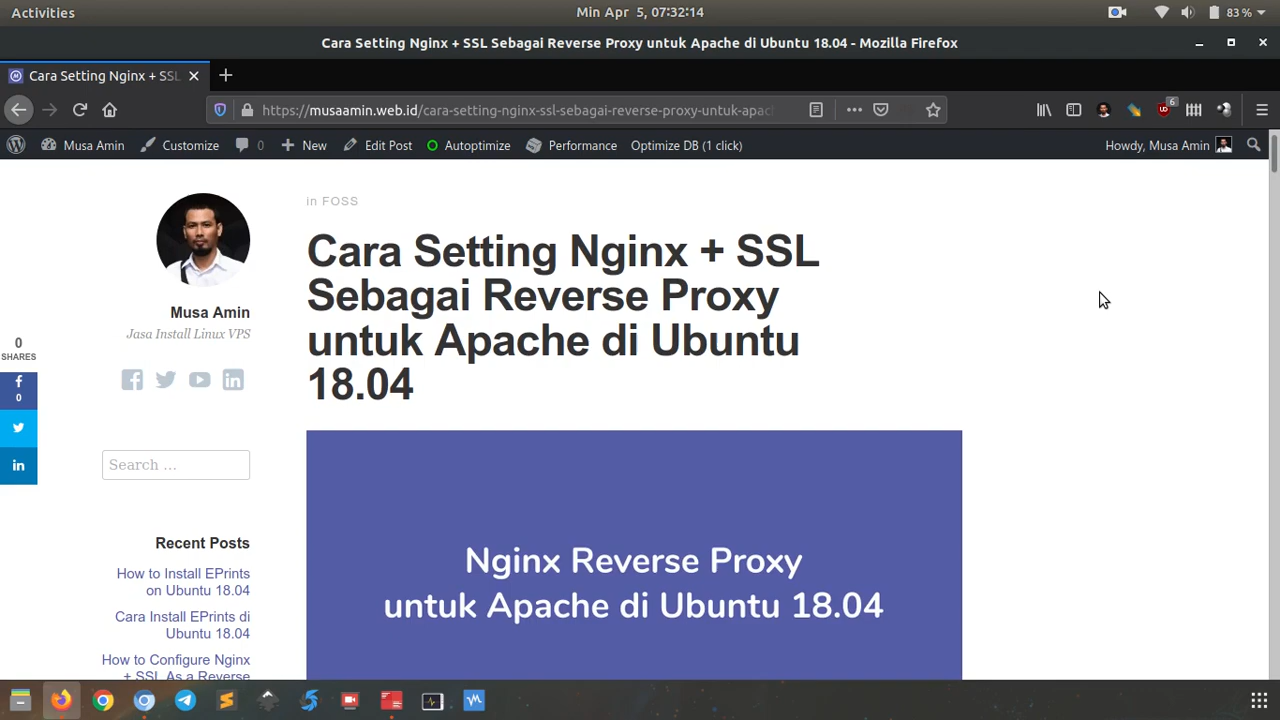 Activities
Min Apr 5, 07:32:14
83 %
Cara Setting Nginx + SSL Sebagai Reverse Proxy untuk Apache di Ubuntu 18.04 - Mozilla Firefox
Cara Setting Nginx + SSL
https://musaamin.web.id/cara-setting-nginx-ssl-sebagai-reverse-proxy-untuk-apac
6
Musa Amin
Customize
0
New
Edit Post
Autoptimize
Performance
Optimize DB (1 click)
Howdy, Musa Amin
in FOSS
Cara Setting Nginx + SSL
Sebagai Reverse Proxy
untuk Apache di Ubuntu
18.04
Musa Amin
Jasa Install Linux VPS
0
SHARES
0
Search ...
Recent Posts
How to Install EPrints
on Ubuntu 18.04
Cara Install EPrints di
Ubuntu 18.04
How to Configure Nginx
+ SSL As a Reverse
Nginx Reverse Proxy
untuk Apache di Ubuntu 18.04